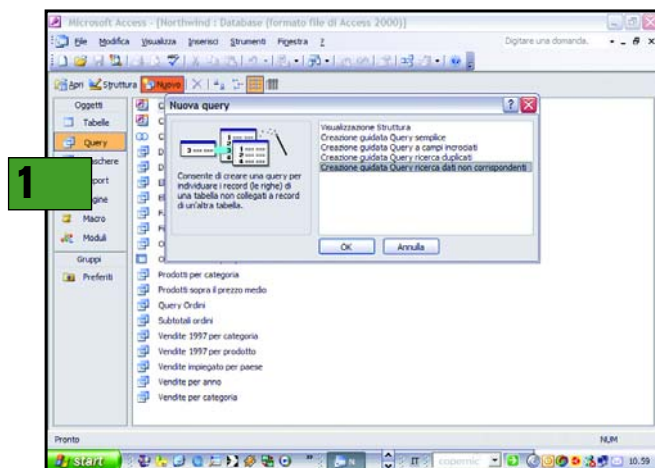 Microsoft Access - [Northwind : Database (formato file di Access 2000)]
File Modifica Visualizza Inserisci Strumenti Finestra ? Digitare una domanda.
Apri Struttura Nuovo
Oggetti
Tabelle
Query
Macro
Moduli
Gruppi
Preferiti
1
Nuova query
Consente di creare una query per
individuare i record (le righe) di
una tabella non collegati a record
di un'altra tabella.
Visualizzazione Struttura
Creazione guidata Query semplice
Creazione guidata Query a campi incrociati
Creazione guidata Query ricerca duplicati
Creazione guidata Query ricerca dati non corrispondenti
OK Annulla
Prodotti per categoria
Prodotti sopra il prezzo medio
Query Ordini
Subtotali ordini
Vendite 1997 per categoria
Vendite 1997 per prodotto
Vendite impiegato per paese
Vendite per anno
Vendite per categoria
Pronto NUM
start IT copernic 10.59